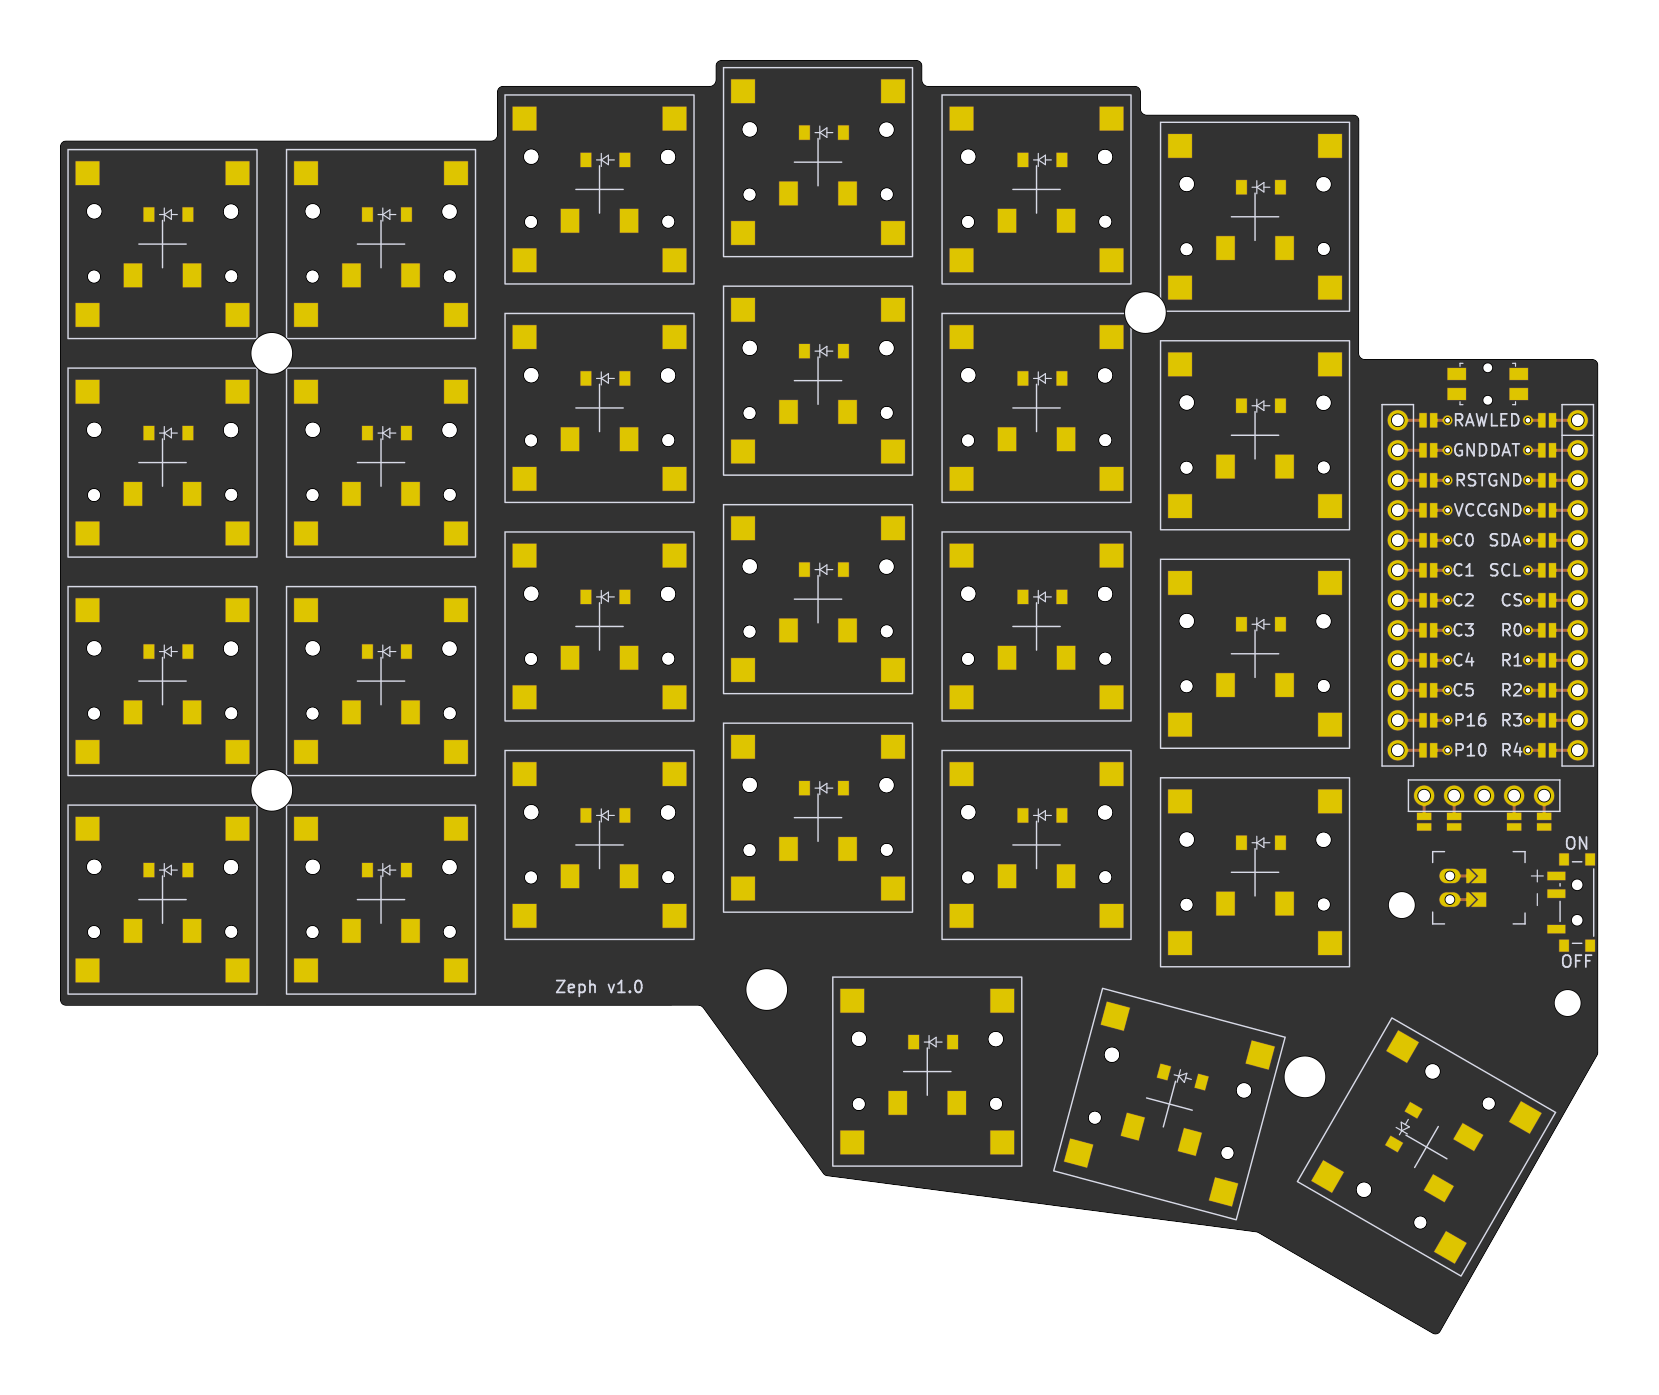 RAW LED
GND DAT
RST GND
VCC GND
C0 SDA
C1 SCL
C2 CS
C3 R0
C4 R1
C5 R2
P16 R3
P10 R4
ON
+
-
OFF
Zeph v1.0